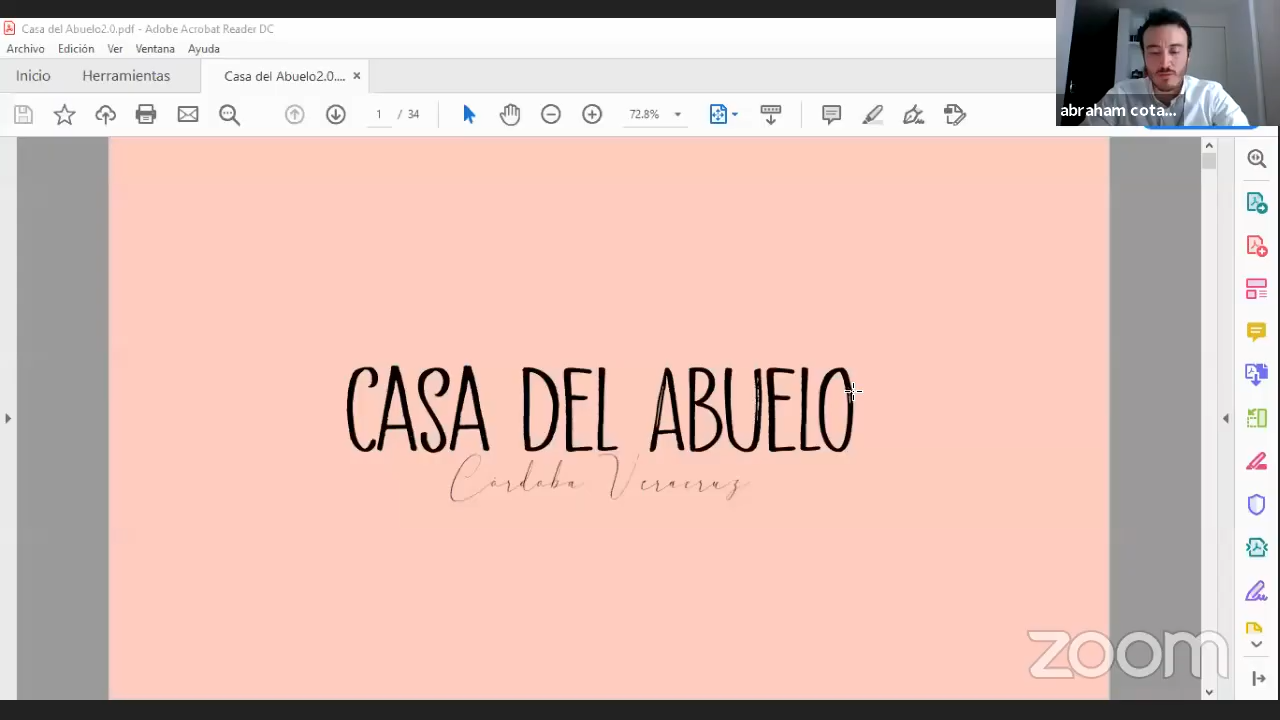 Casa del Abuelo2.0.pdf - Adobe Acrobat Reader DC
Archivo Edición Ver Ventana Ayuda
Inicio Herramientas Casa del Abuelo2.0.... ×
1 / 34 72.8%
abraham cota...
CASA DEL ABUELO
Córdoba Veracruz
zoom